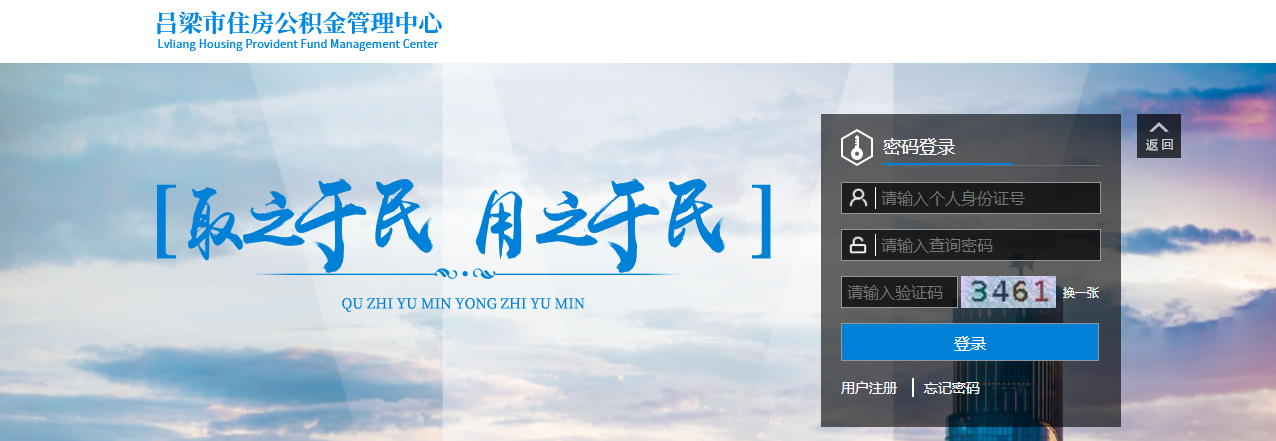 吕梁市住房公积金管理中心
Lvliang Housing Provident Fund Management Center
[取之于民 用之于民]
QU ZHI YU MIN YONG ZHI YU MIN
密码登录
返回
请输入个人身份证号
请输入查询密码
请输入验证码 3461 换一张
登录
用户注册 忘记密码